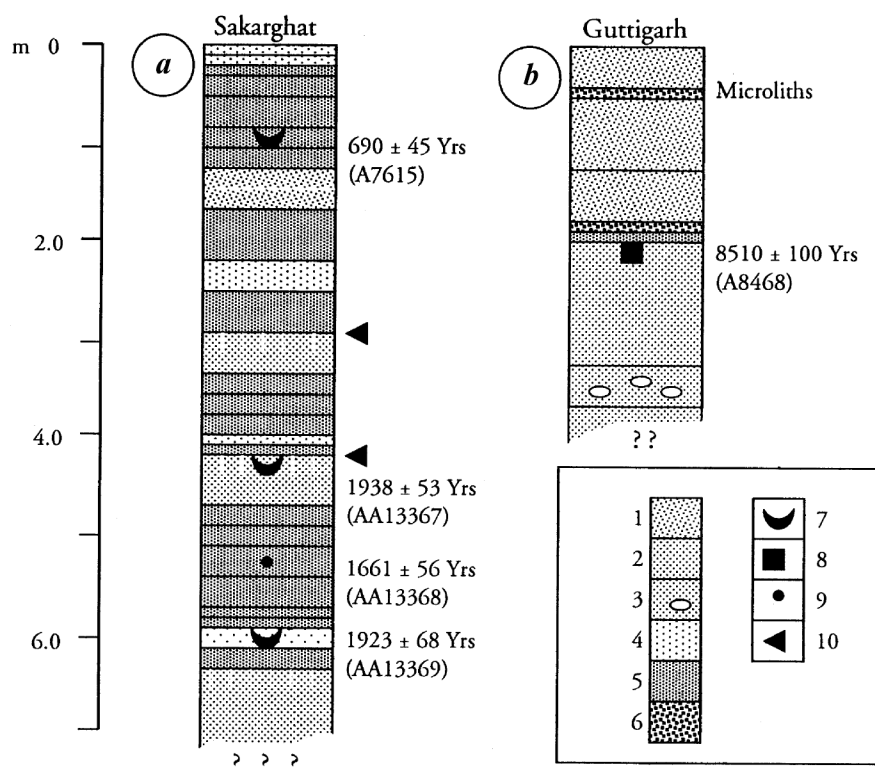 Sakarghat
Guttigarh
m 0
2.0
4.0
6.0
a
690 ± 45 Yrs
(A7615)
1938 ± 53 Yrs
(AA13367)
1661 ± 56 Yrs
(AA13368)
1923 ± 68 Yrs
(AA13369)
? ? ?
b
Microliths
8510 ± 100 Yrs
(A8468)
? ?
1
2
3
4
5
6
7
8
9
10